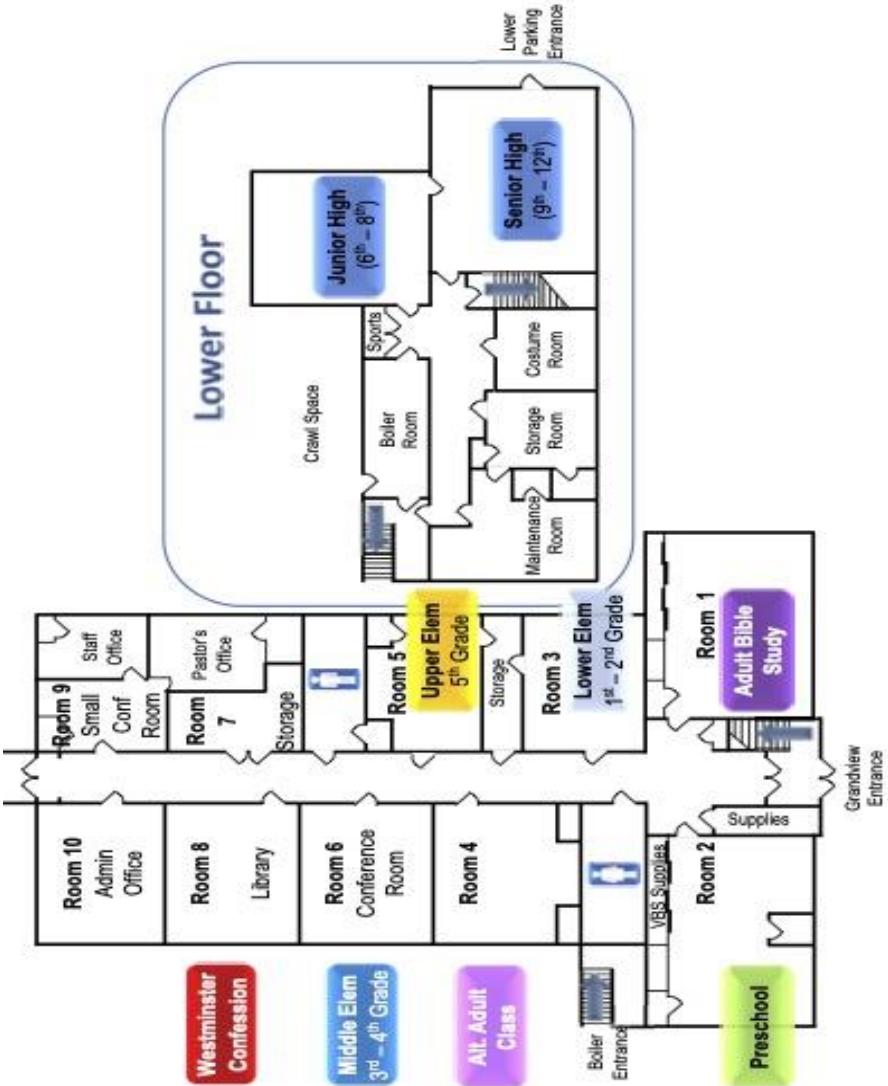 Lower Floor
Lower
Parking
Entrance
Junior High
(6th – 8th)
Senior High
(9th – 12th)
Crawl Space
Sports
Boiler
Room
Costume
Room
Storage
Room
Maintenance
Room
Room 9
Small
Conf
Room
Staff
Office
Room
7
Pastor's
Office
Storage
Room 5
Upper Elem
5th Grade
Storage
Room 3
Lower Elem
1st – 2nd Grade
Room 1
Adult Bible
Study
Room 10
Admin
Office
Room 8
Library
Room 6
Conference
Room
Room 4
VBS Supplies
Room 2
Supplies
Grandview
Entrance
Westminster
Confession
Middle Elem
3rd – 4th Grade
Alt. Adult
Class
Boiler
Entrance
Preschool